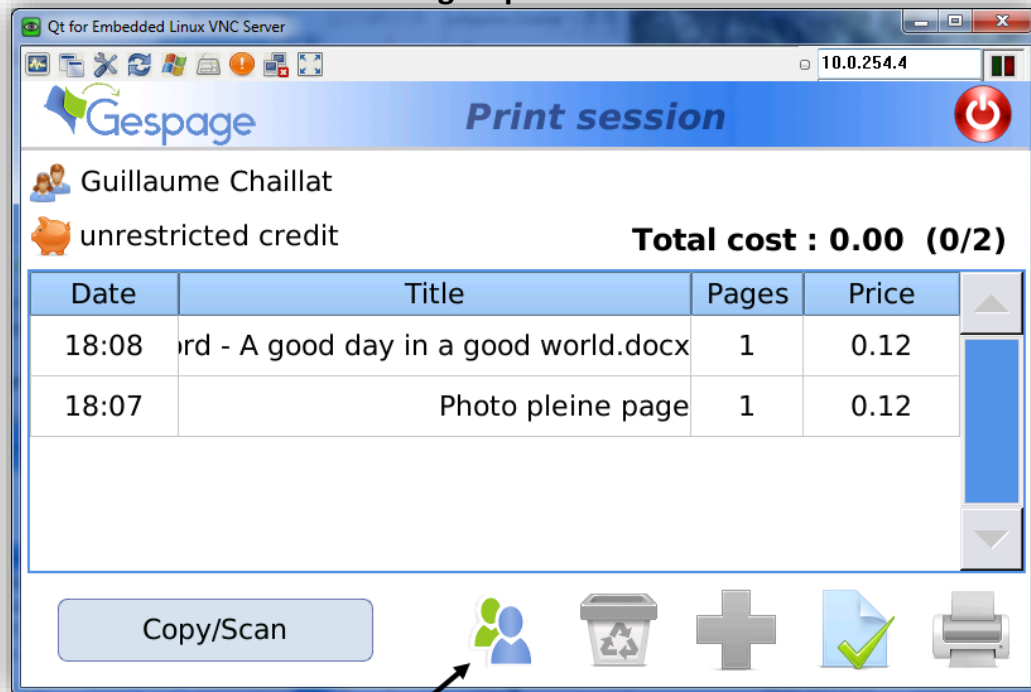 Qt for Embedded Linux VNC Server
10.0.254.4
Gespage
Print session
Guillaume Chaillat
unrestricted credit
Total cost : 0.00 (0/2)
Date Title Pages Price
18:08 rd - A good day in a good world.docx 1 0.12
18:07 Photo pleine page 1 0.12
Copy/Scan